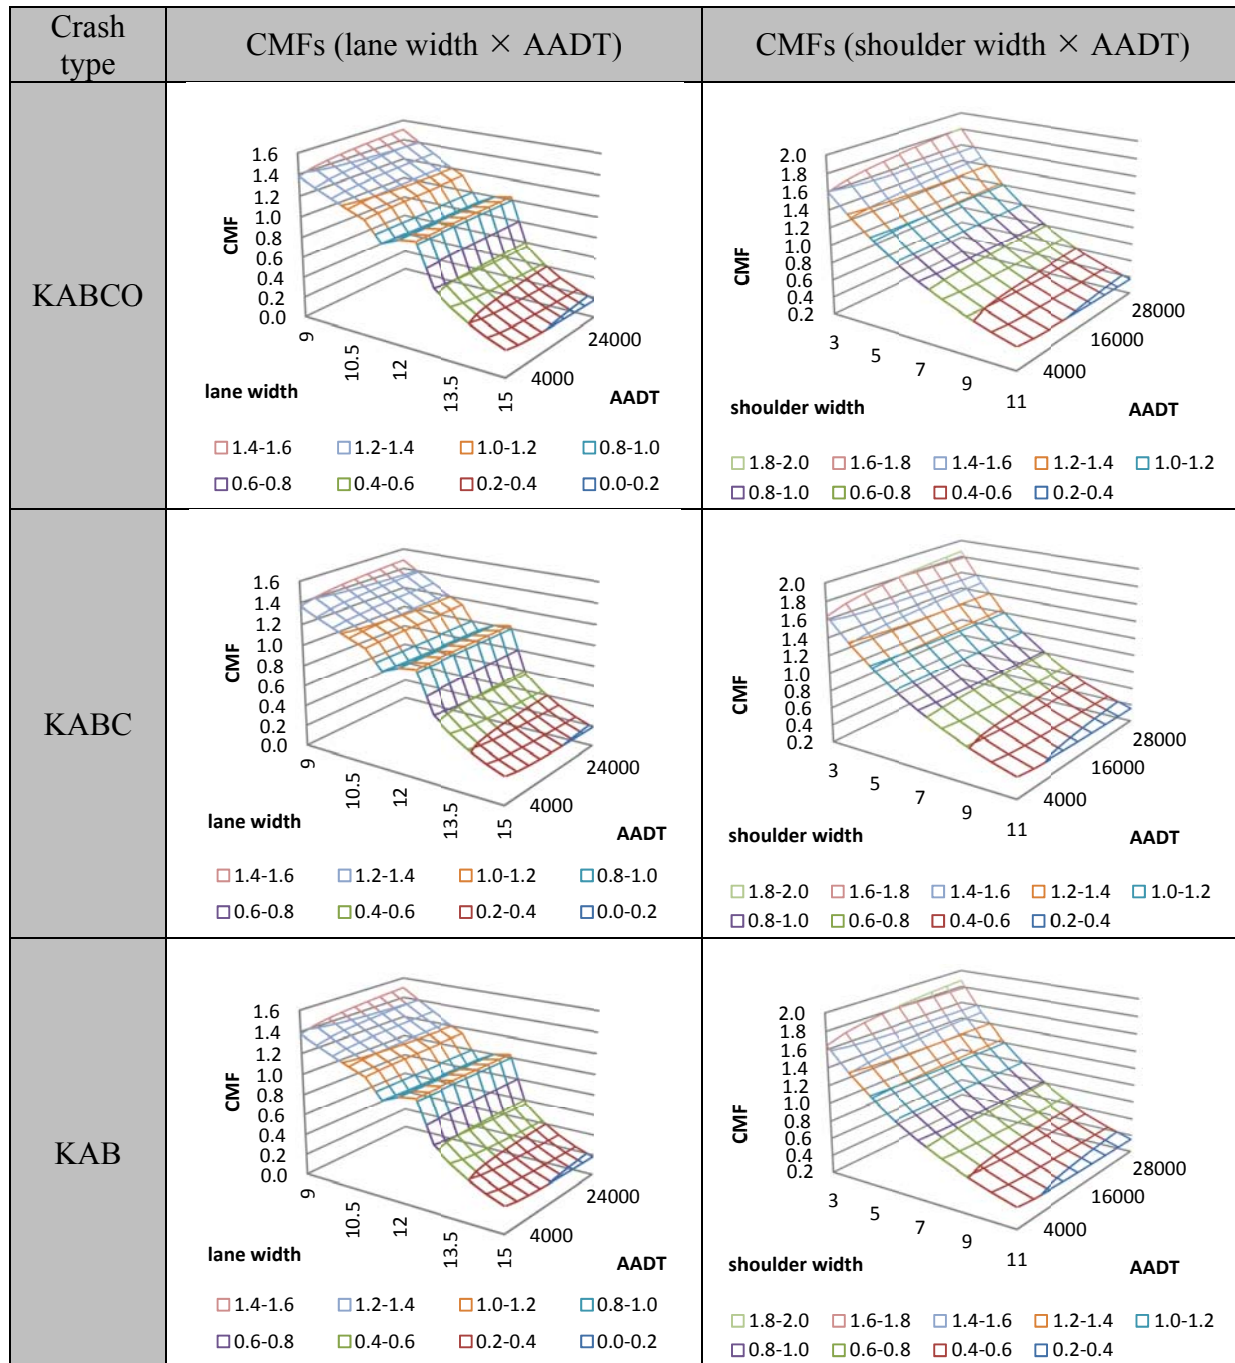 Crash
type
CMFs (lane width × AADT)
CMFs (shoulder width × AADT)
KABCO
1.6
1.4
1.2
1.0
0.8
0.6
0.4
0.2
0.0
CMF
9
10.5
12
13.5
15
4000
24000
lane width
AADT
1.4-1.6 1.2-1.4 1.0-1.2 0.8-1.0
0.6-0.8 0.4-0.6 0.2-0.4 0.0-0.2
2.0
1.8
1.6
1.4
1.2
1.0
0.8
0.6
0.4
0.2
CMF
3
5
7
9
11
4000
16000
28000
shoulder width
AADT
1.8-2.0 1.6-1.8 1.4-1.6 1.2-1.4 1.0-1.2
0.8-1.0 0.6-0.8 0.4-0.6 0.2-0.4
KABC
1.6
1.4
1.2
1.0
0.8
0.6
0.4
0.2
0.0
CMF
9
10.5
12
13.5
15
4000
24000
lane width
AADT
1.4-1.6 1.2-1.4 1.0-1.2 0.8-1.0
0.6-0.8 0.4-0.6 0.2-0.4 0.0-0.2
2.0
1.8
1.6
1.4
1.2
1.0
0.8
0.6
0.4
0.2
CMF
3
5
7
9
11
4000
16000
28000
shoulder width
AADT
1.8-2.0 1.6-1.8 1.4-1.6 1.2-1.4 1.0-1.2
0.8-1.0 0.6-0.8 0.4-0.6 0.2-0.4
KAB
1.6
1.4
1.2
1.0
0.8
0.6
0.4
0.2
0.0
CMF
9
10.5
12
13.5
15
4000
24000
lane width
AADT
1.4-1.6 1.2-1.4 1.0-1.2 0.8-1.0
0.6-0.8 0.4-0.6 0.2-0.4 0.0-0.2
2.0
1.8
1.6
1.4
1.2
1.0
0.8
0.6
0.4
0.2
CMF
3
5
7
9
11
4000
16000
28000
shoulder width
AADT
1.8-2.0 1.6-1.8 1.4-1.6 1.2-1.4 1.0-1.2
0.8-1.0 0.6-0.8 0.4-0.6 0.2-0.4